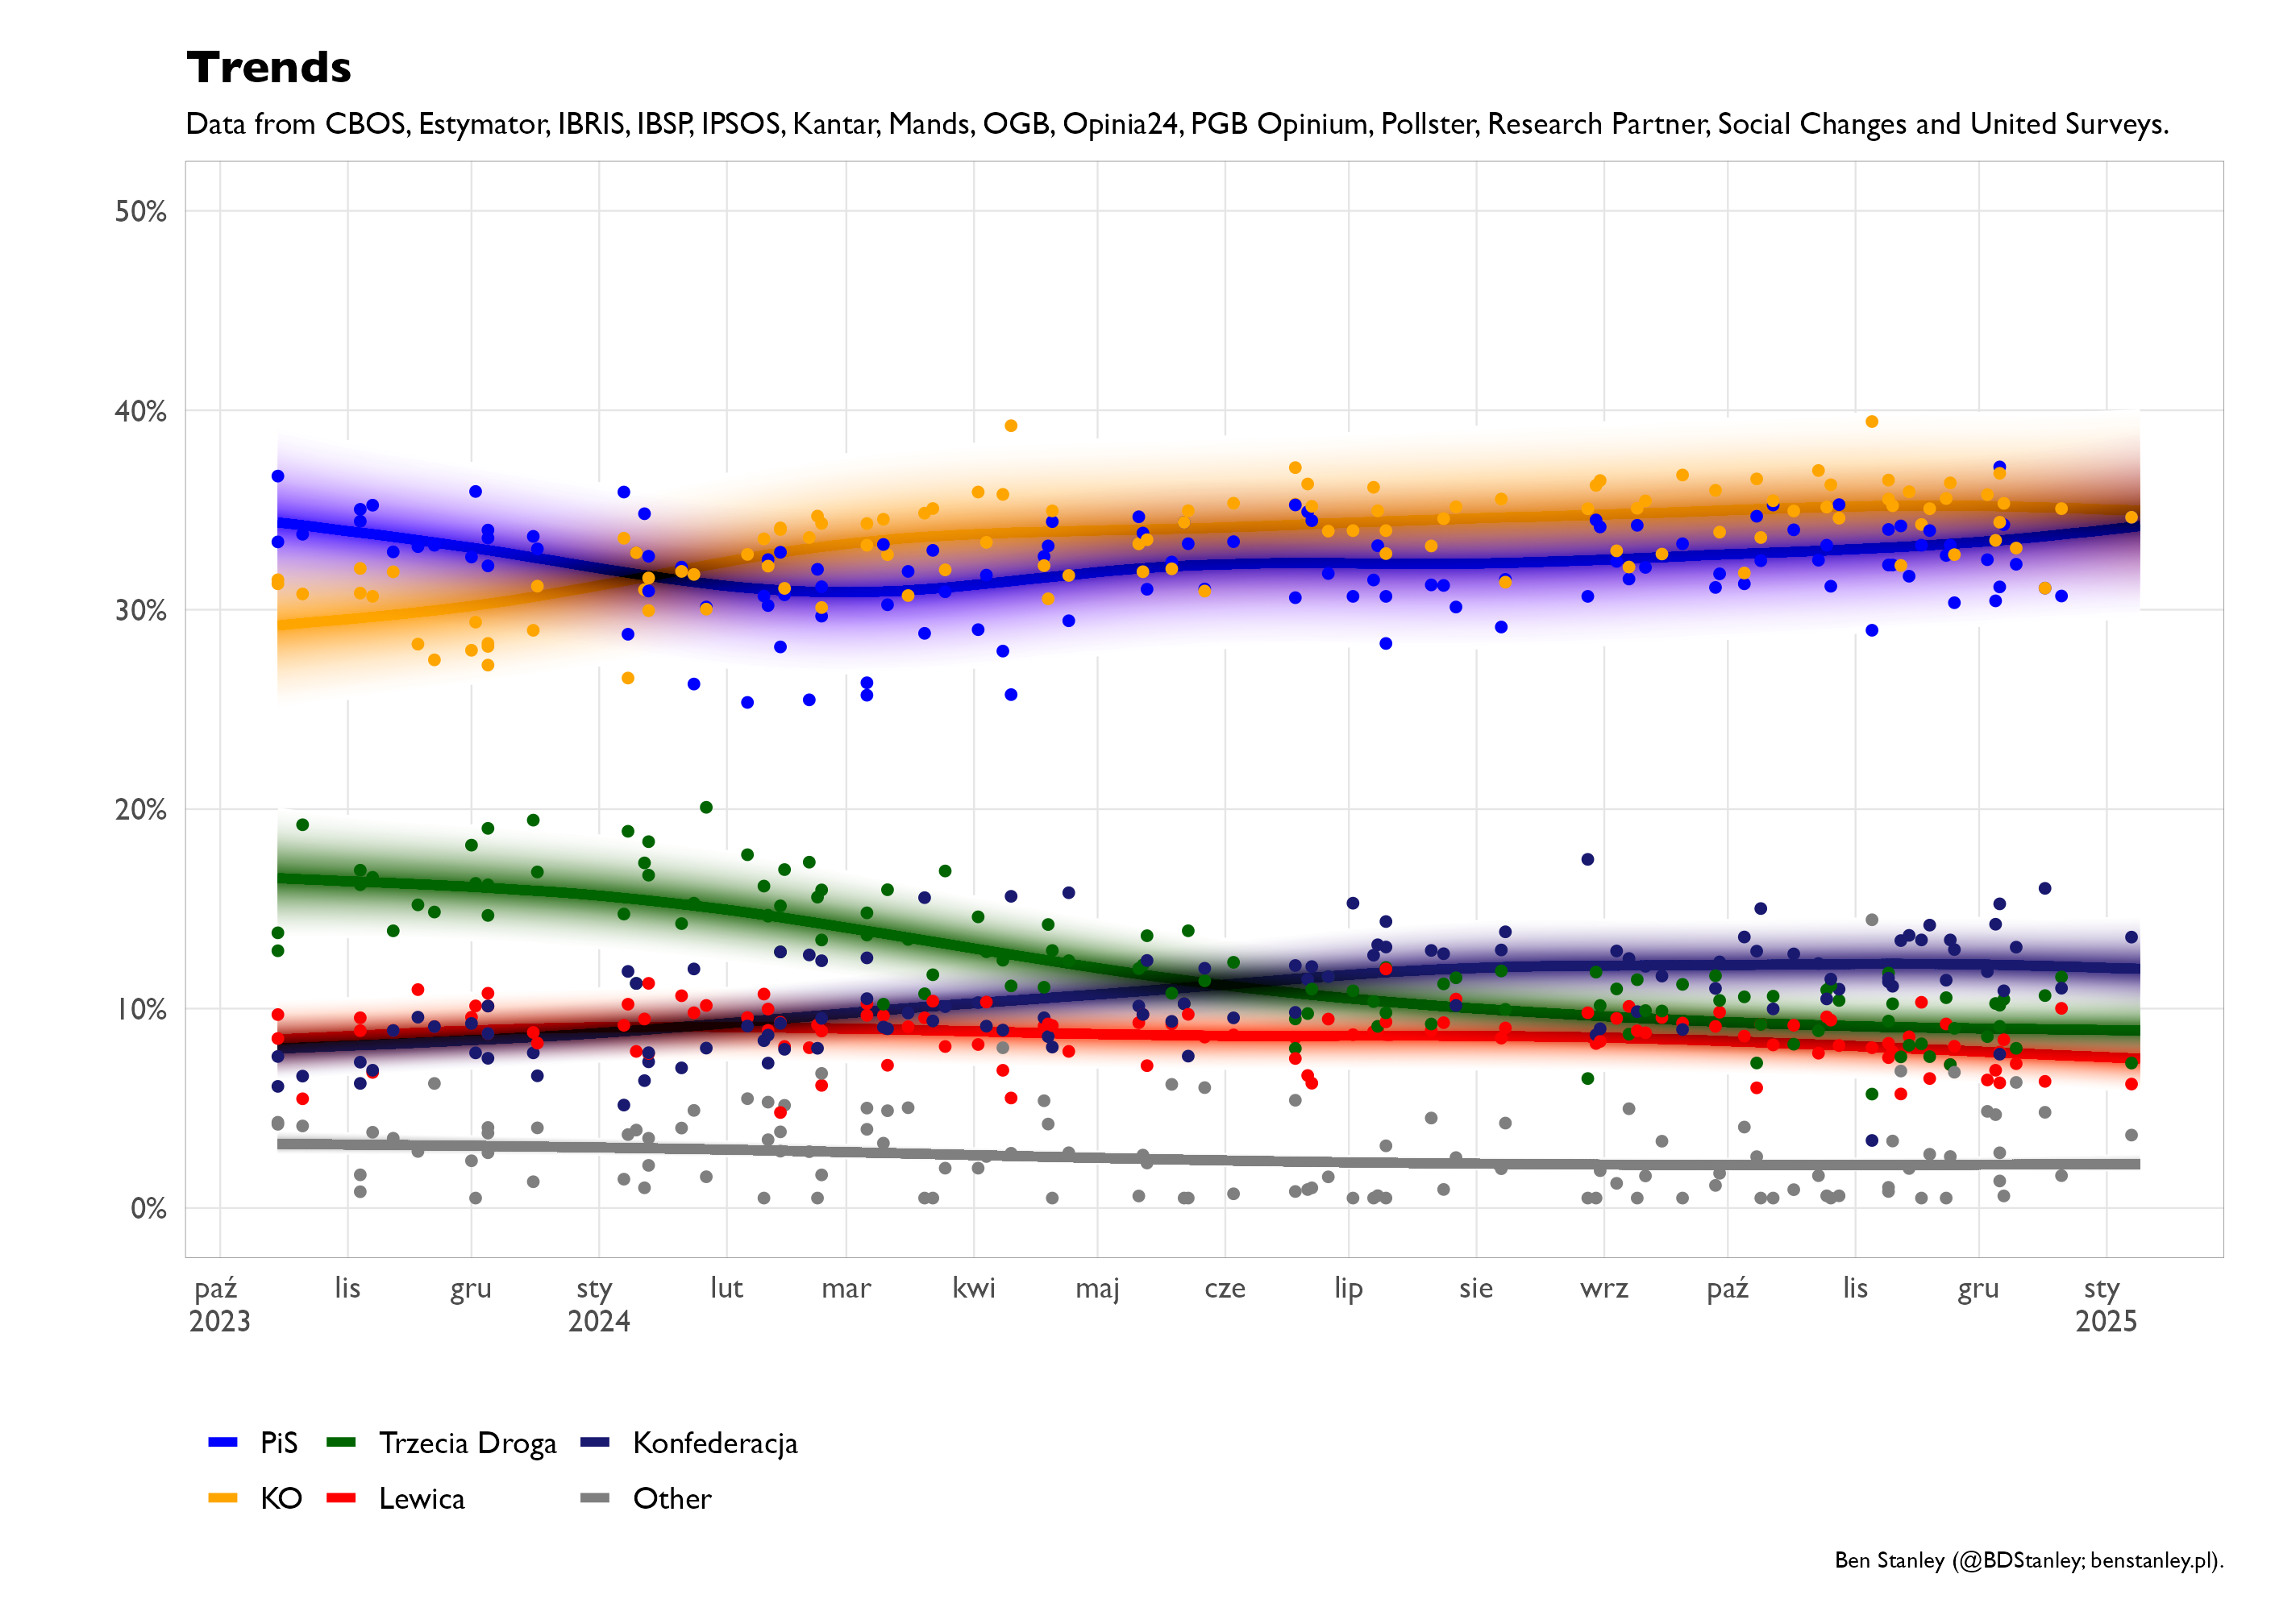 Trends
Data from CBOS, Estymator, IBRIS, IBSP, IPSOS, Kantar, Mands, OGB, Opinia24, PGB Opinium, Pollster, Research Partner, Social Changes and United Surveys.
50%
40%
30%
20%
10%
0%
paź lis gru sty lut mar kwi maj cze lip sie wrz paź lis gru sty
2023 2024 2025
PiS Trzecia Droga Konfederacja
KO Lewica Other
Ben Stanley (@BDStanley; benstanley.pl).